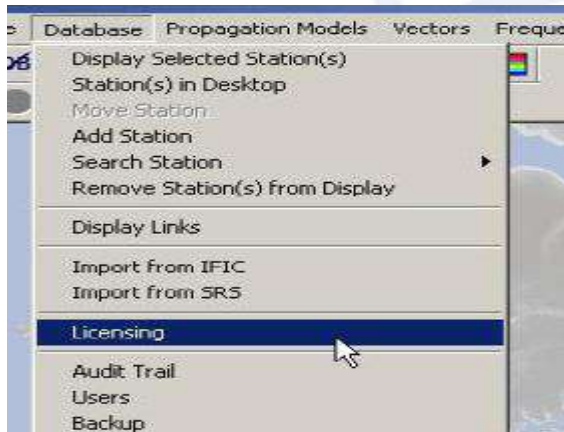 Database Propagation Models Vectors Freque
Display Selected Station(s)
Station(s) in Desktop
Move Station
Add Station
Search Station
Remove Station(s) from Display
Display Links
Import from IFIC
Import from SRS
Licensing
Audit Trail
Users
Backup